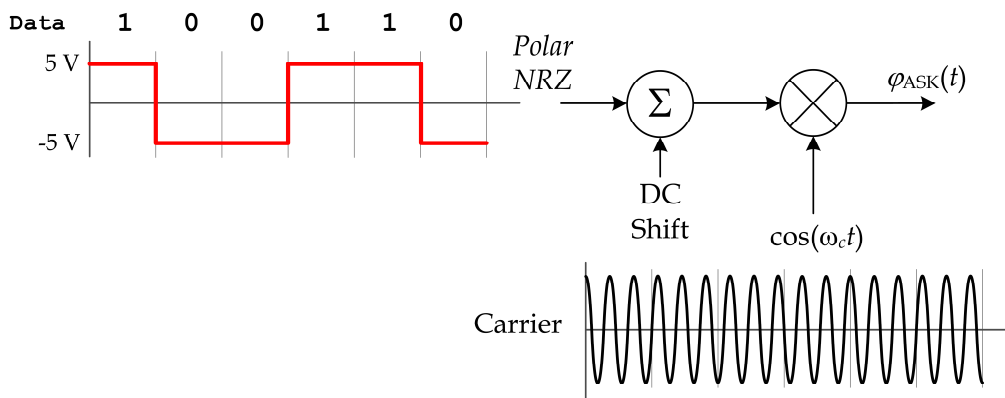 Data 1 0 0 1 1 0
5 V
-5 V
Polar
NRZ
Σ
φASK(t)
DC
Shift
cos(ωct)
Carrier